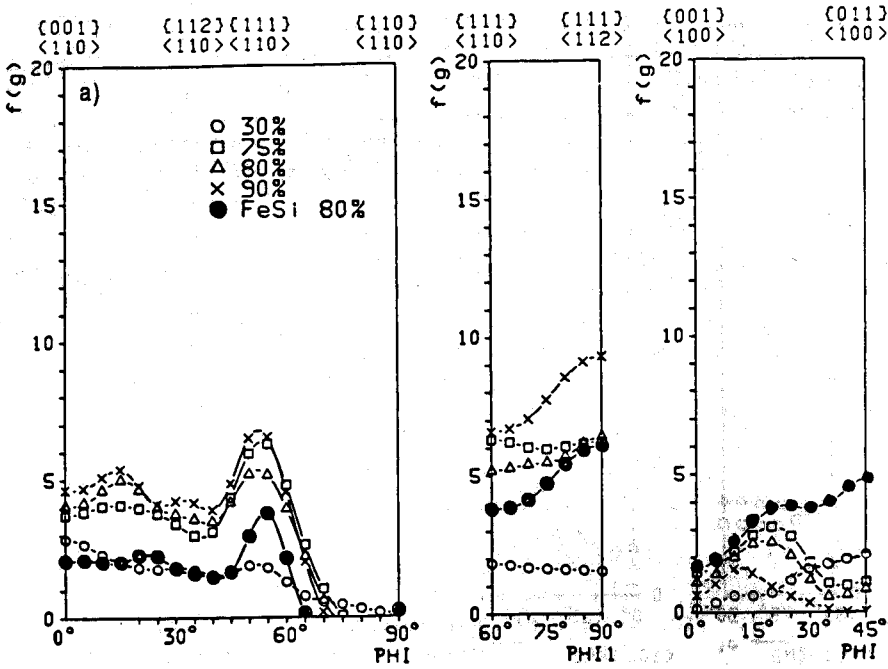 {001} {112} {111} {110}
<110> <110> <110> <110>
{111} {111}
<110> <112>
{001} {011}
<100> <100>
f(g)
20
15
10
5
0
a)
30%
75%
80%
90%
FeSi 80%
0° 30° 60° 90°
PHI
f(g)
20
15
10
5
0
60° 75° 90°
PHI1
f(g)
20
15
10
5
0
0° 15° 30° 45°
PHI